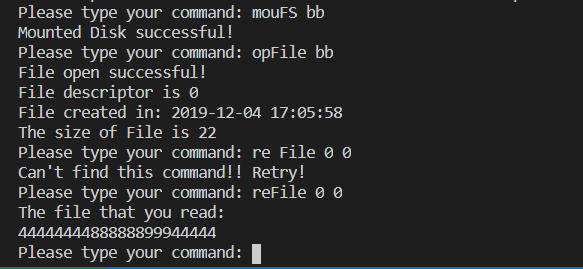 Please type your command: mouFS bb
Mounted Disk successful!
Please type your command: opFile bb
File open successful!
File descriptor is 0
File created in: 2019-12-04 17:05:58
The size of File is 22
Please type your command: re File 0 0
Can't find this command!! Retry!
Please type your command: reFile 0 0
The file that you read:
4444444488888899944444
Please type your command: